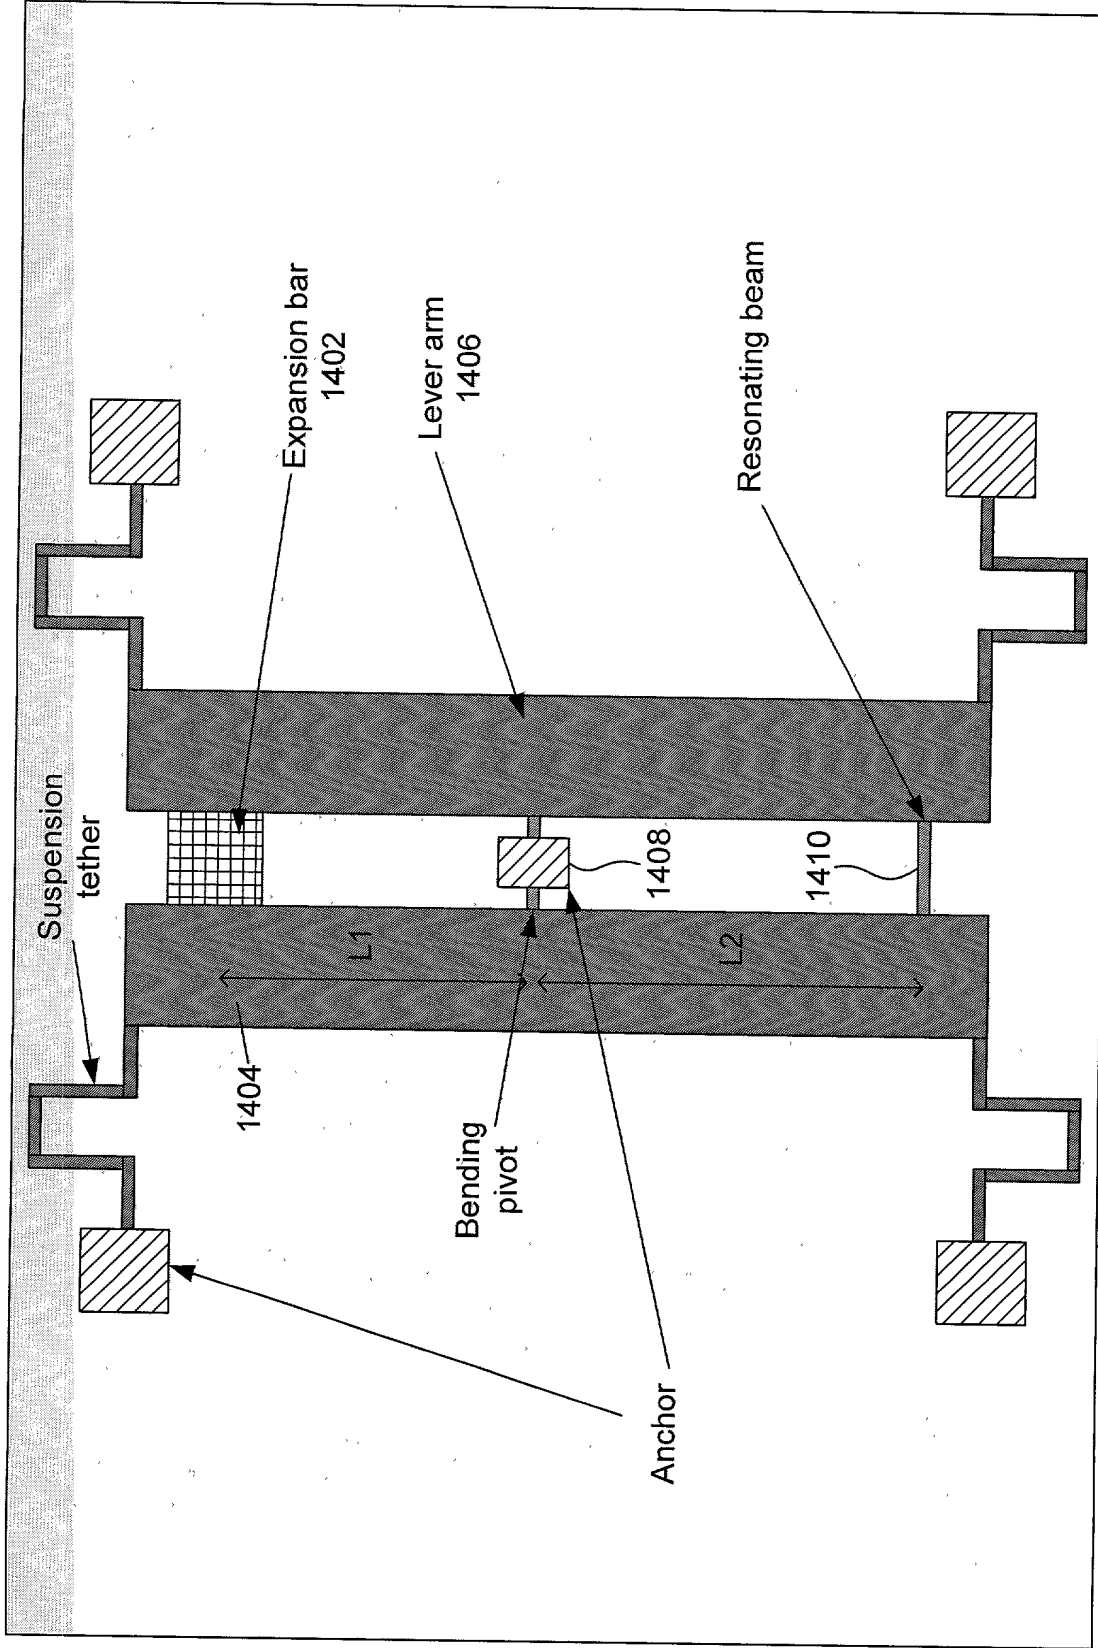 Suspension
tether
Expansion bar
1402
Lever arm
1406
Resonating beam
1404
L1
Bending
pivot
1408
L2
1410
Anchor